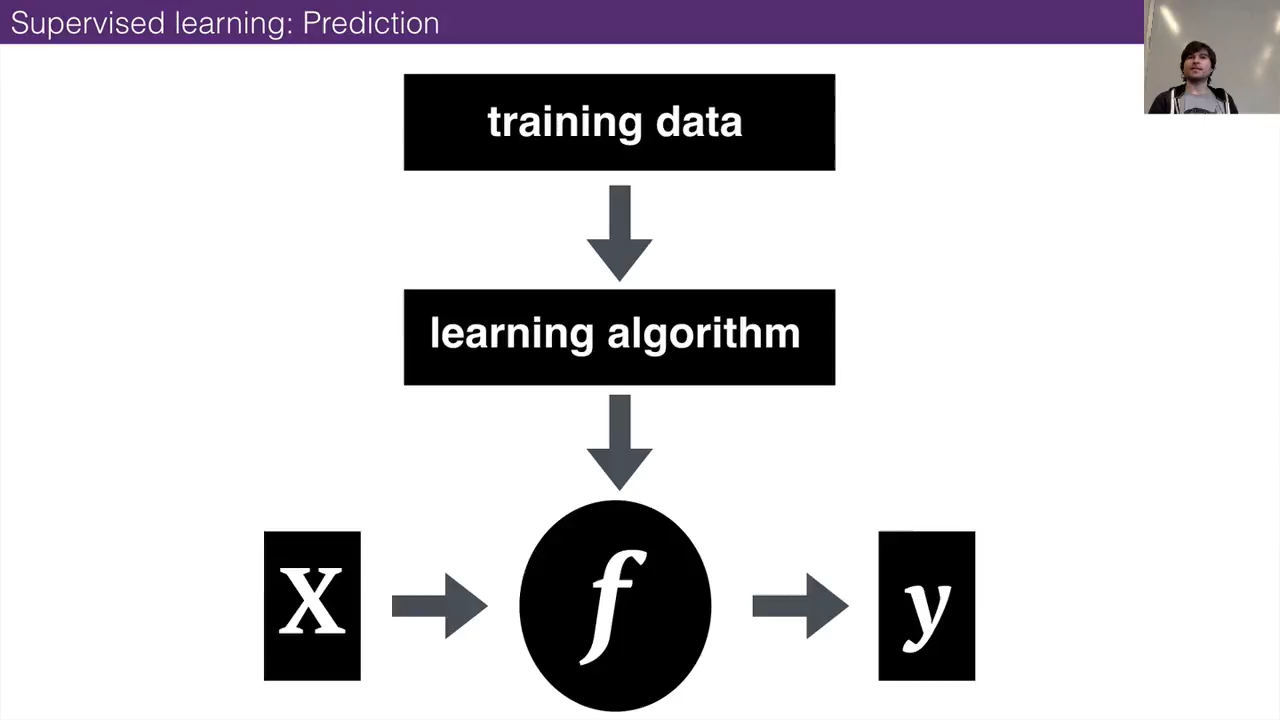 Supervised learning: Prediction
training data
learning algorithm
X
f
y